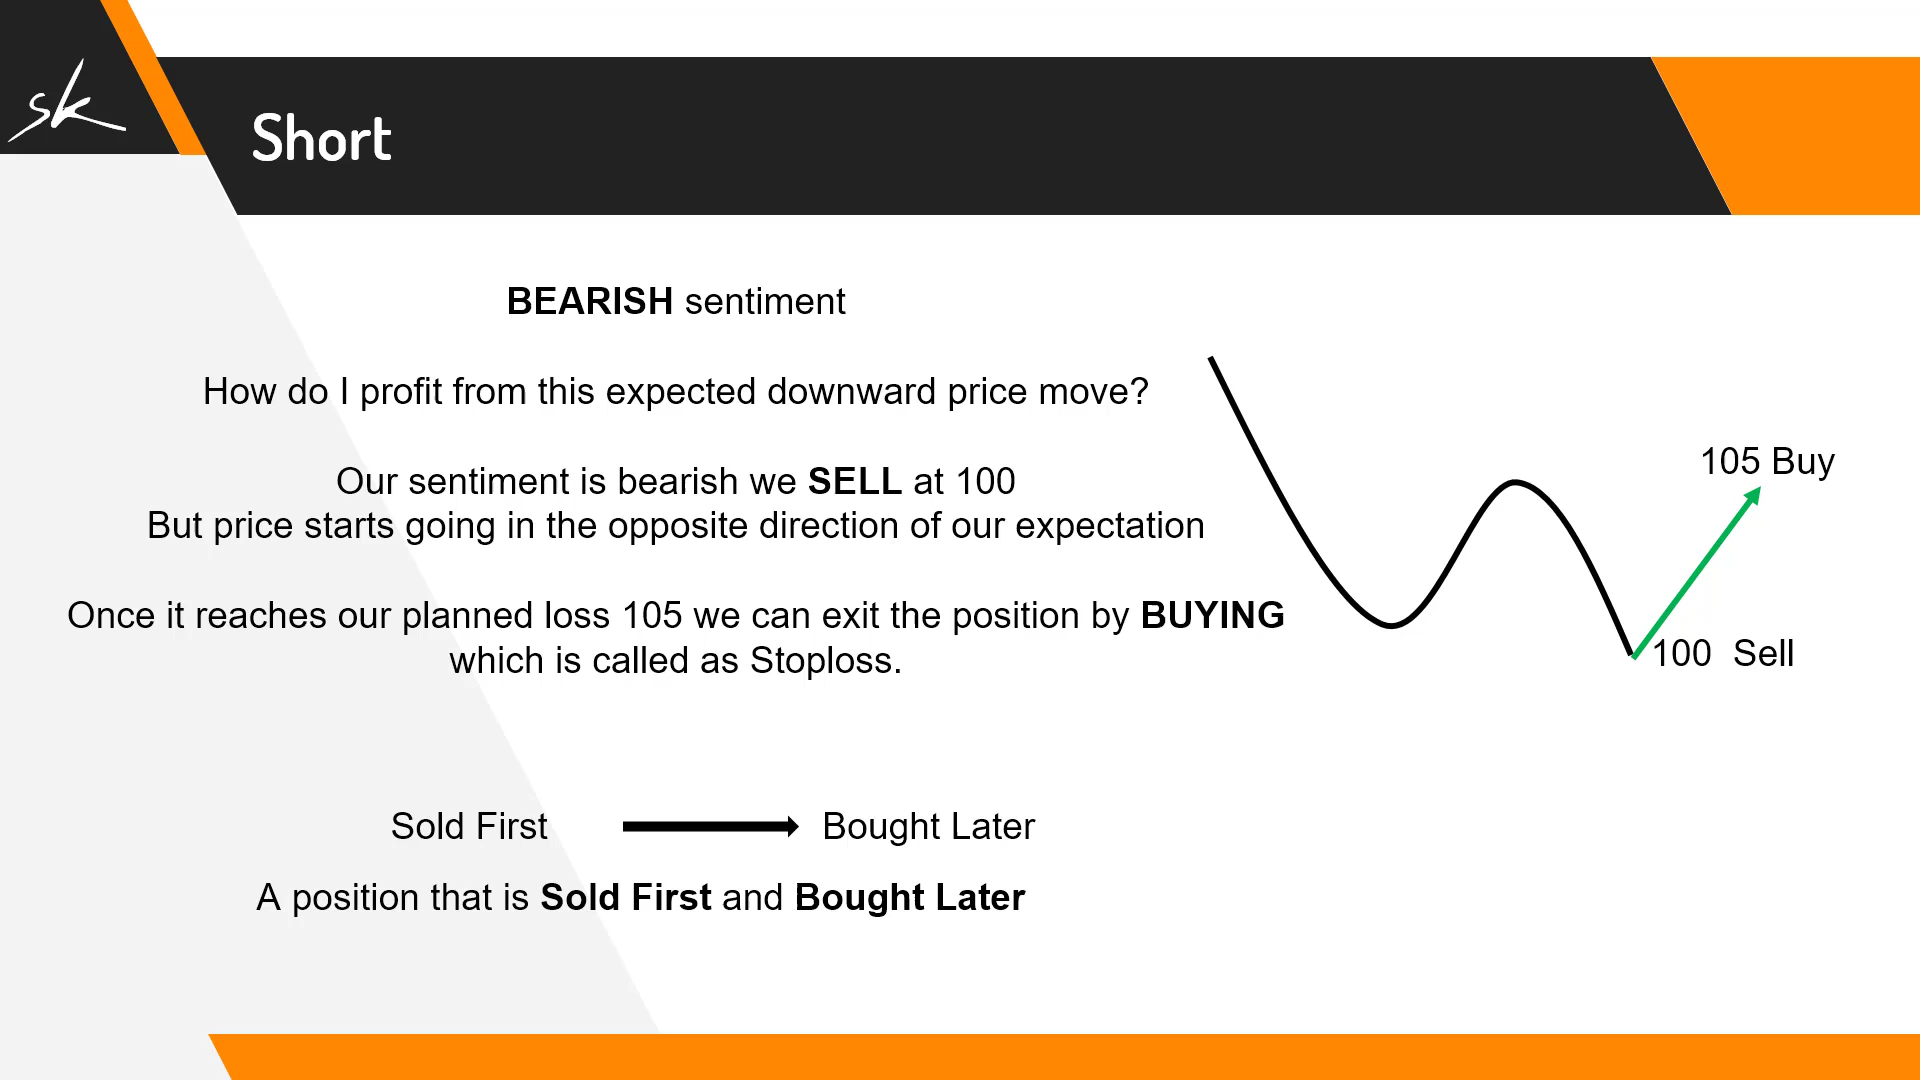 sk
Short
BEARISH sentiment
How do I profit from this expected downward price move?
Our sentiment is bearish we SELL at 100
But price starts going in the opposite direction of our expectation
Once it reaches our planned loss 105 we can exit the position by BUYING
which is called as Stoploss.
105 Buy
100 Sell
Sold First
Bought Later
A position that is Sold First and Bought Later